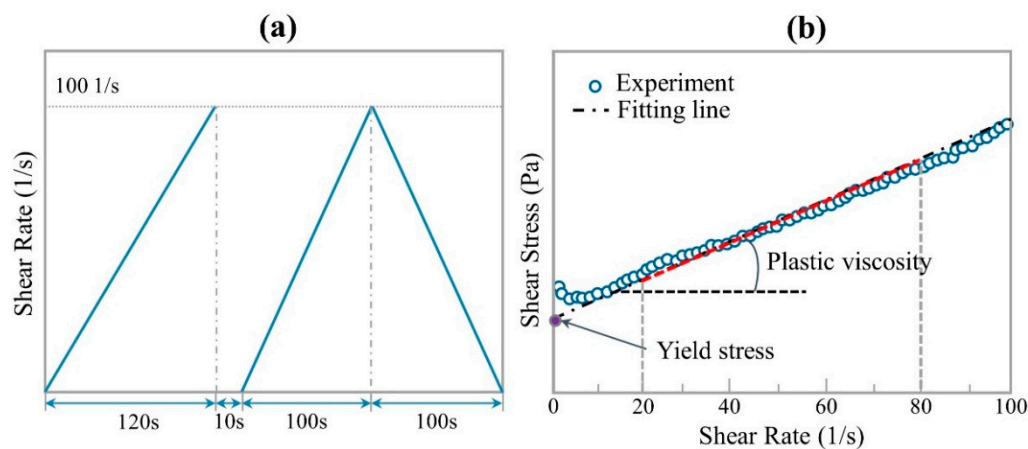 (a)
100 1/s
Shear Rate (1/s)
120s
10s
100s
100s
(b)
Experiment
Fitting line
Shear Stress (Pa)
Plastic viscosity
Yield stress
0
20
40
60
80
100
Shear Rate (1/s)